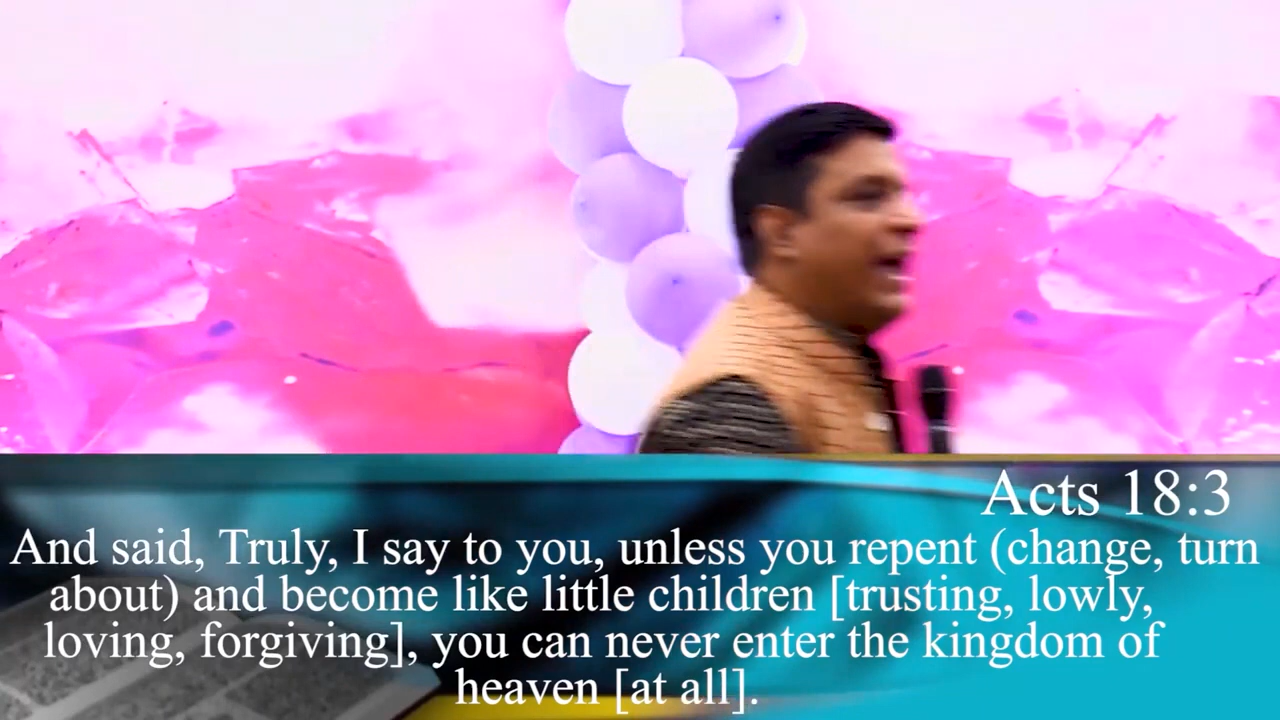 Acts 18:3
And said, Truly, I say to you, unless you repent (change, turn
about) and become like little children [trusting, lowly,
loving, forgiving], you can never enter the kingdom of
heaven [at all].